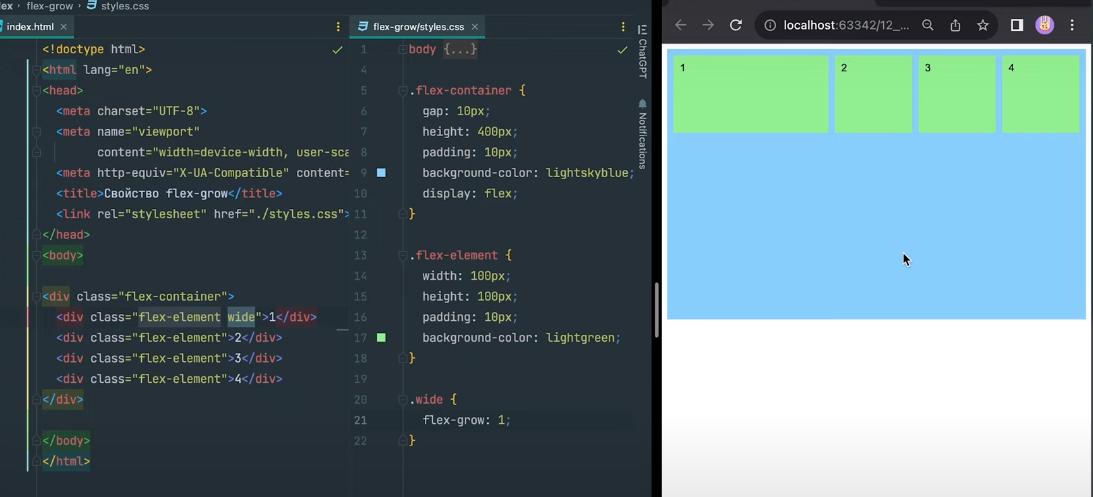 lex › flex-grow › styles.css
index.html ×
flex-grow/styles.css ×
<!doctype html>
<html lang="en">
<head>
<meta charset="UTF-8">
<meta name="viewport"
content="width=device-width, user-sca
<meta http-equiv="X-UA-Compatible" content=
<title>Свойство flex-grow</title>
<link rel="stylesheet" href="./styles.css">
</head>
<body>
<div class="flex-container">
<div class="flex-element wide">1</div>
<div class="flex-element">2</div>
<div class="flex-element">3</div>
<div class="flex-element">4</div>
</div>
</body>
</html>
1 body {...}
4
5 .flex-container {
6 gap: 10px;
7 height: 400px;
8 padding: 10px;
9 background-color: lightskyblue;
10 display: flex;
11 }
12
13 .flex-element {
14 width: 100px;
15 height: 100px;
16 padding: 10px;
17 background-color: lightgreen;
18 }
19
20 .wide {
21 flex-grow: 1;
22 }
ChatGPT
Notifications
localhost:63342/12_...
1
2
3
4